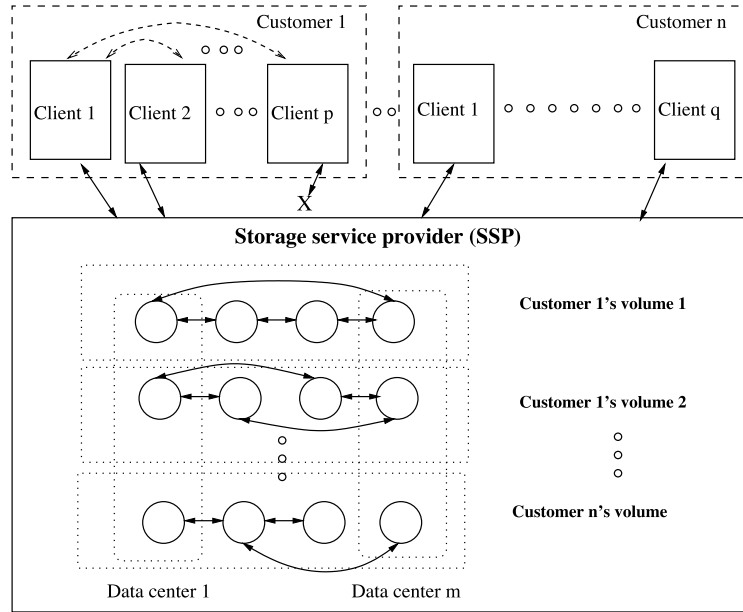 Customer 1
Customer n
Client 1
Client 2
Client p
Client 1
Client q
X
Storage service provider (SSP)
Customer 1's volume 1
Customer 1's volume 2
Customer n's volume
Data center 1
Data center m